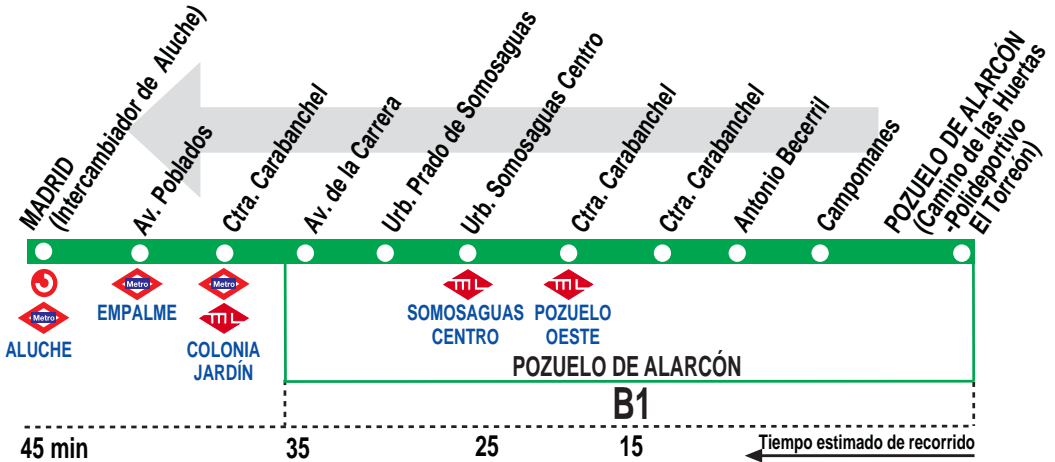 MADRID
(Intercambiador de Aluche)
Av. Poblados
Ctra. Carabanchel
Av. de la Carrera
Urb. Prado de Somosaguas
Urb. Somosaguas Centro
Ctra. Carabanchel
Ctra. Carabanchel
Antonio Becerril
Campomanes
POZUELO DE ALARCÓN
(Camino de las Huertas
-Polideportivo
El Torreón)
Metro
ALUCHE
Metro
EMPALME
Metro
ML
COLONIA
JARDÍN
ML
SOMOSAGUAS
CENTRO
ML
POZUELO
OESTE
POZUELO DE ALARCÓN
B1
45 min
35
25
15
Tiempo estimado de recorrido